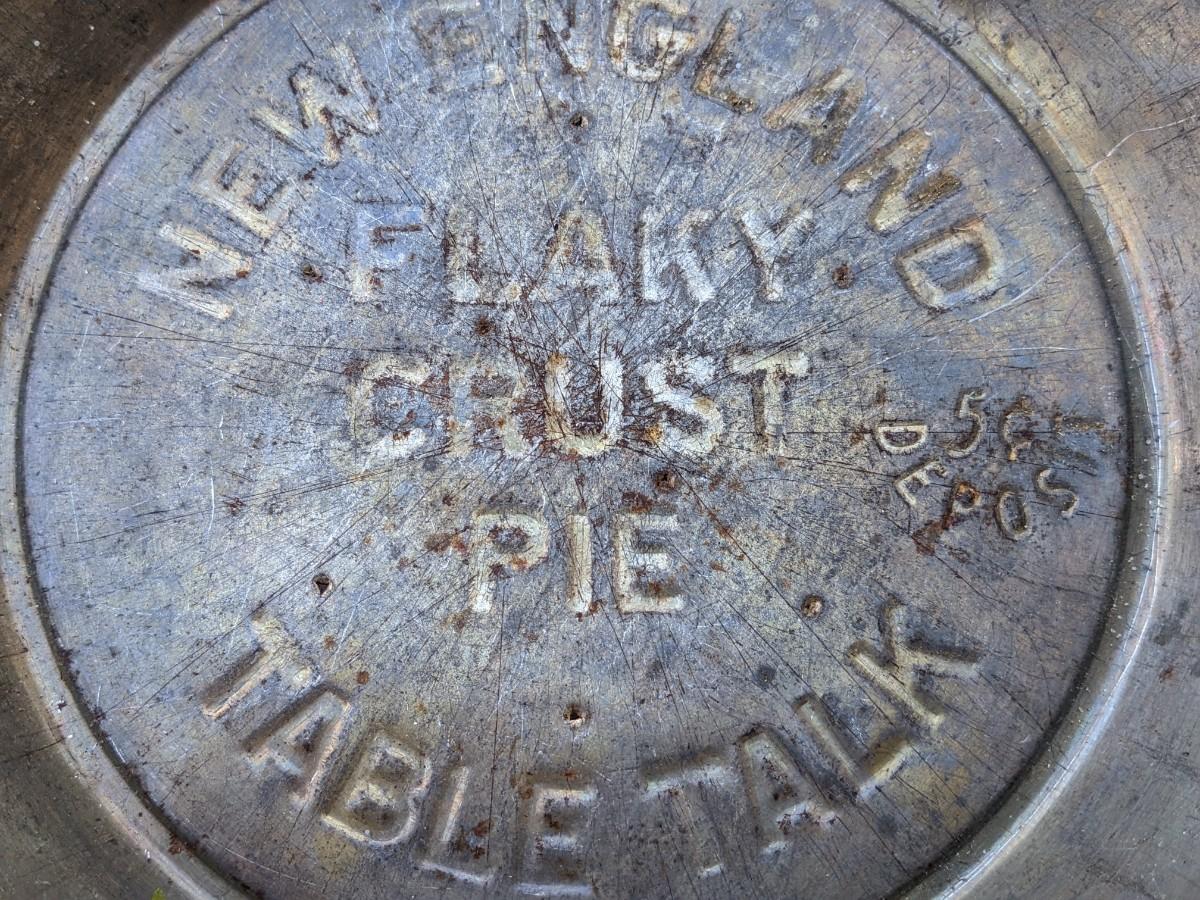 NEW ENGLAND
FLAKY
CRUST
PIE
TABLE TALK
5¢
DEPOS